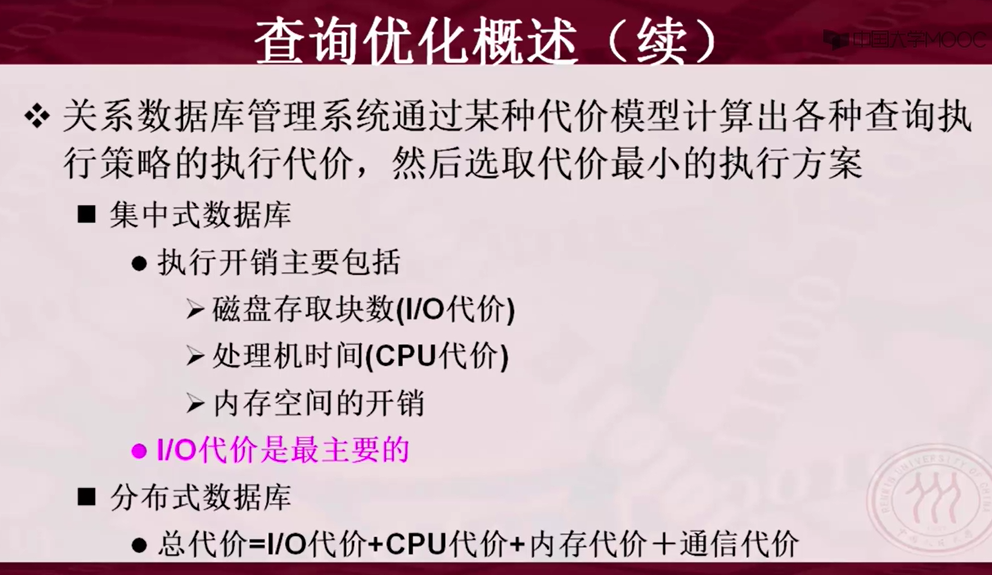 查询优化概述（续）
中国大学MOOC
关系数据库管理系统通过某种代价模型计算出各种查询执
行策略的执行代价，然后选取代价最小的执行方案
集中式数据库
执行开销主要包括
磁盘存取块数(I/O代价)
处理机时间(CPU代价)
内存空间的开销
I/O代价是最主要的
分布式数据库
总代价=I/O代价+CPU代价+内存代价＋通信代价